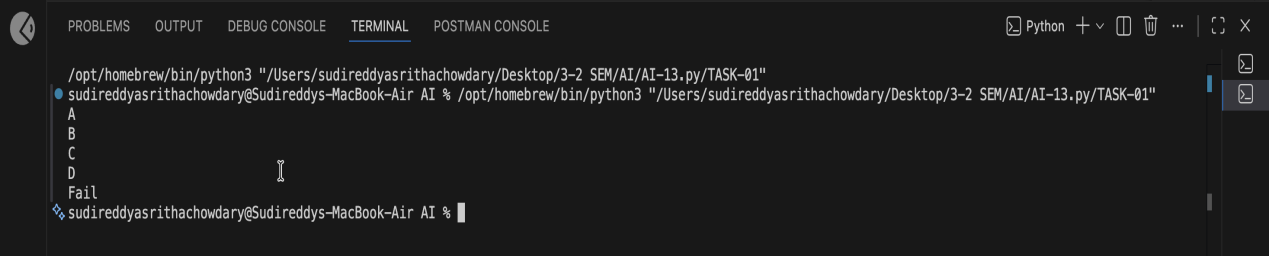 PROBLEMS OUTPUT DEBUG CONSOLE TERMINAL POSTMAN CONSOLE Python
/opt/homebrew/bin/python3 "/Users/sudireddyasrithachowdary/Desktop/3-2 SEM/AI/AI-13.py/TASK-01"
sudireddyasrithachowdary@Sudireddys-MacBook-Air AI % /opt/homebrew/bin/python3 "/Users/sudireddyasrithachowdary/Desktop/3-2 SEM/AI/AI-13.py/TASK-01"
A
B
C
D
Fail
sudireddyasrithachowdary@Sudireddys-MacBook-Air AI %